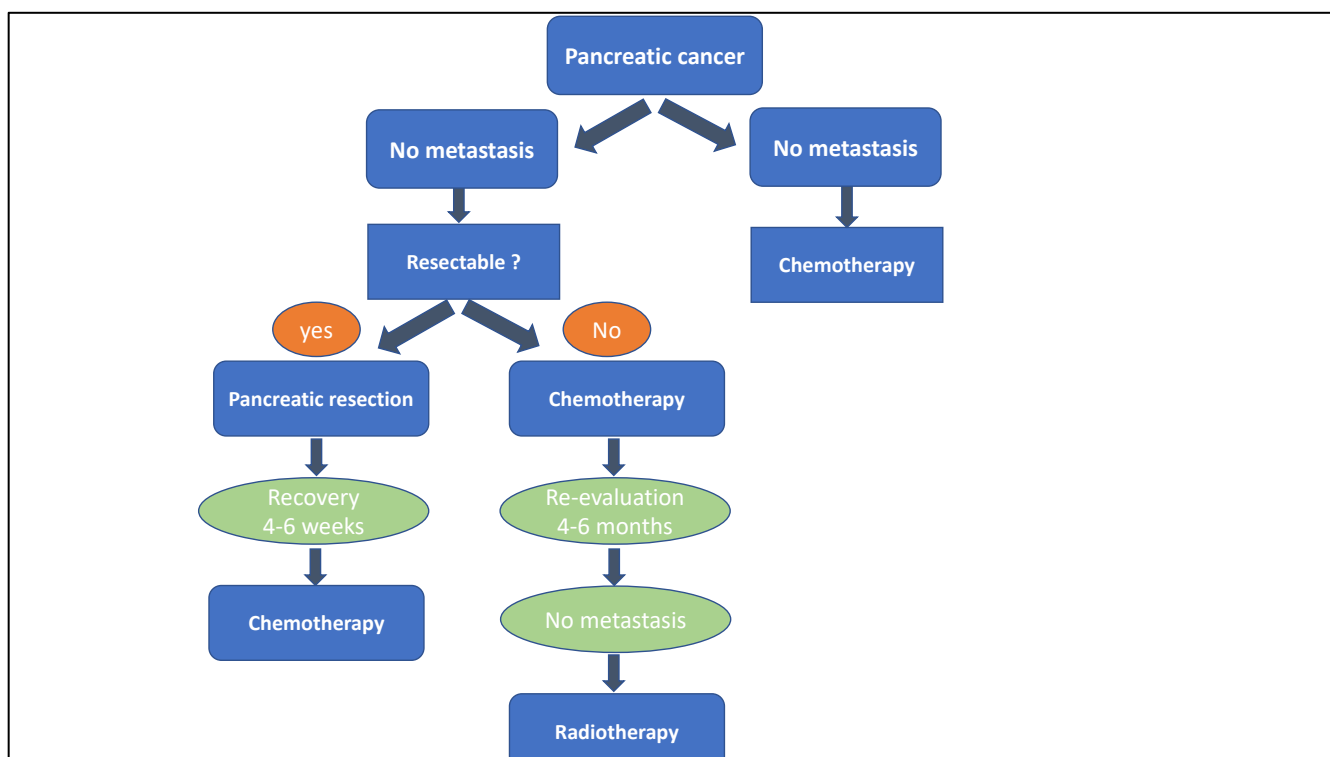 Pancreatic cancer
No metastasis
No metastasis
Resectable ?
Chemotherapy
yes
No
Pancreatic resection
Chemotherapy
Recovery
4-6 weeks
Re-evaluation
4-6 months
Chemotherapy
No metastasis
Radiotherapy